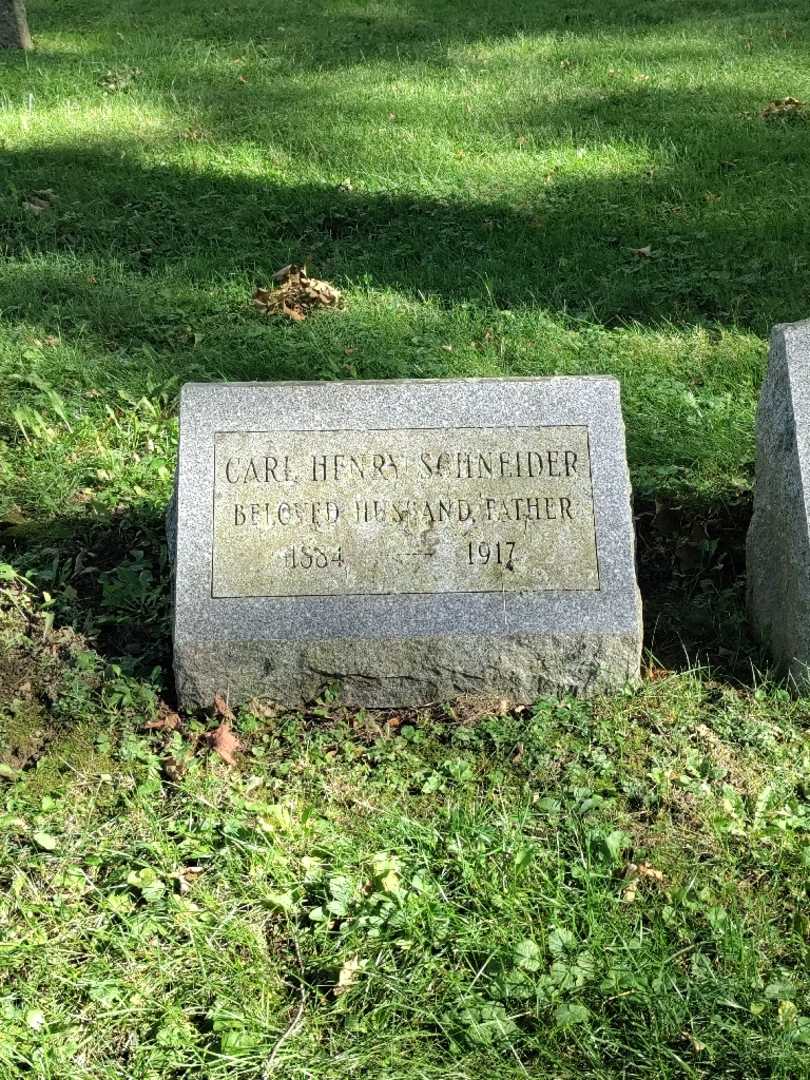 CARL HENRY SCHNEIDER
BELOVED HUSBAND, FATHER
1884 — 1917